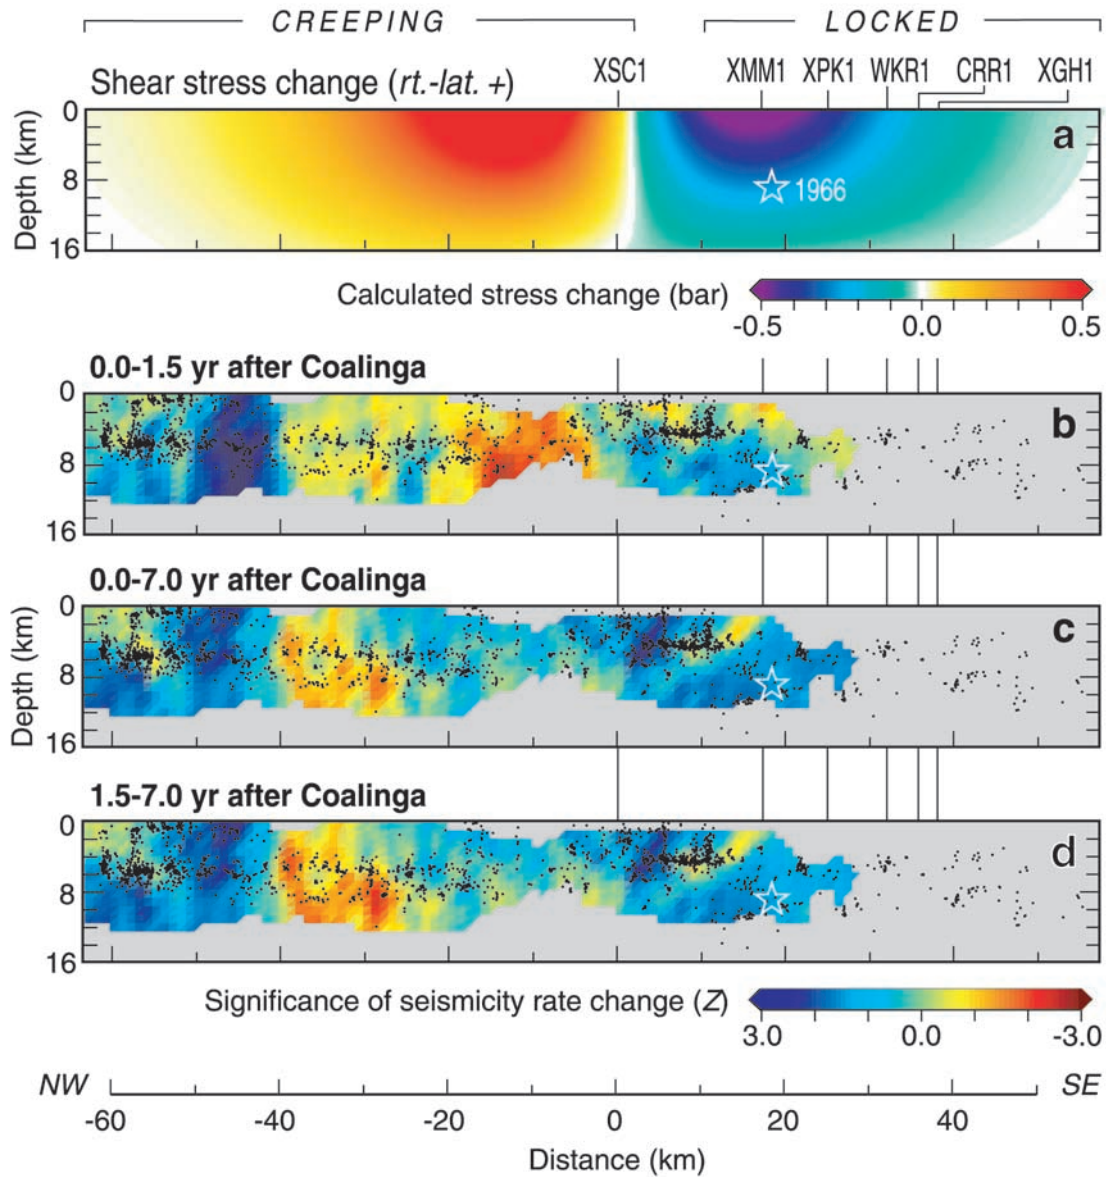 CREEPING LOCKED
Shear stress change (rt.-lat. +) XSC1 XMM1 XPK1 WKR1 CRR1 XGH1
a
0
8
16
Depth (km)
1966
Calculated stress change (bar)
-0.5 0.0 0.5
0.0-1.5 yr after Coalinga
b
0
8
16
0.0-7.0 yr after Coalinga
c
0
8
16
Depth (km)
1.5-7.0 yr after Coalinga
d
0
8
16
Significance of seismicity rate change (Z)
3.0 0.0 -3.0
NW SE
-60 -40 -20 0 20 40
Distance (km)